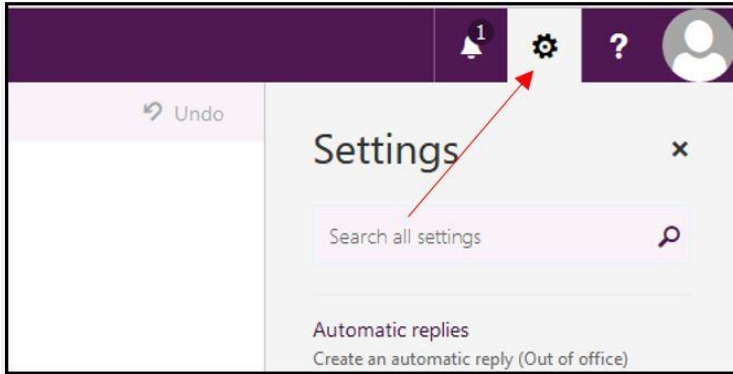 1
?
Undo
Settings
×
Search all settings
Automatic replies
Create an automatic reply (Out of office)